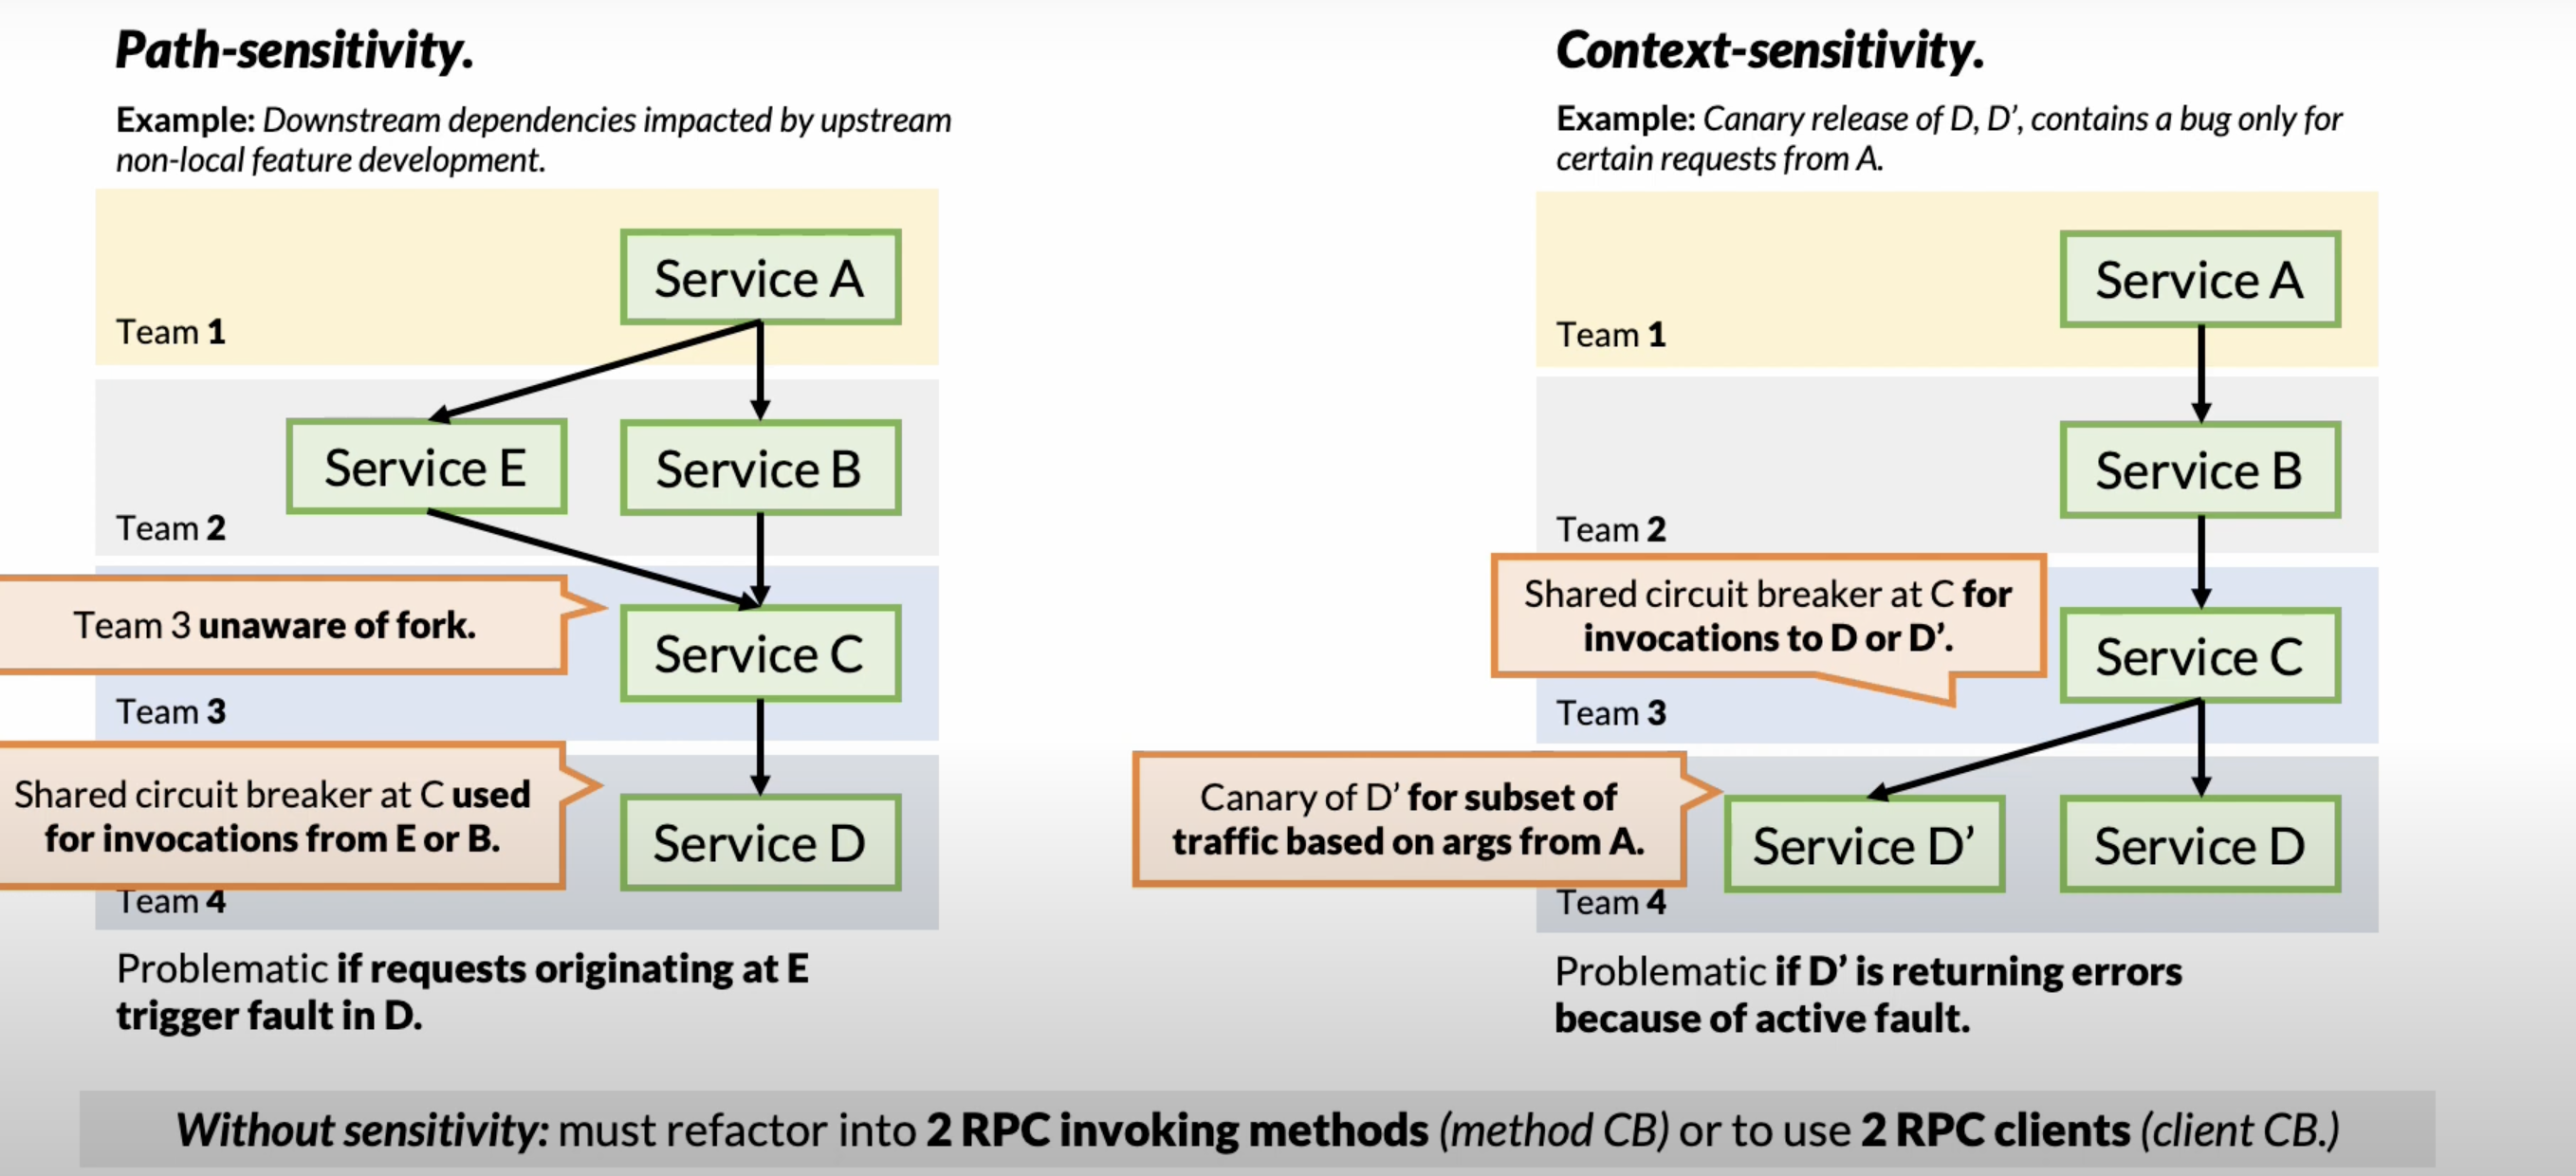 Path-sensitivity.
Example: Downstream dependencies impacted by upstream
non-local feature development.
Service A
Team 1
Service E
Service B
Team 2
Team 3 unaware of fork.
Service C
Team 3
Shared circuit breaker at C used
for invocations from E or B.
Service D
Team 4
Problematic if requests originating at E
trigger fault in D.
Context-sensitivity.
Example: Canary release of D, D’, contains a bug only for
certain requests from A.
Service A
Team 1
Service B
Team 2
Shared circuit breaker at C for
invocations to D or D’.
Service C
Team 3
Canary of D’ for subset of
traffic based on args from A.
Service D’
Service D
Team 4
Problematic if D’ is returning errors
because of active fault.
Without sensitivity: must refactor into 2 RPC invoking methods (method CB) or to use 2 RPC clients (client CB.)